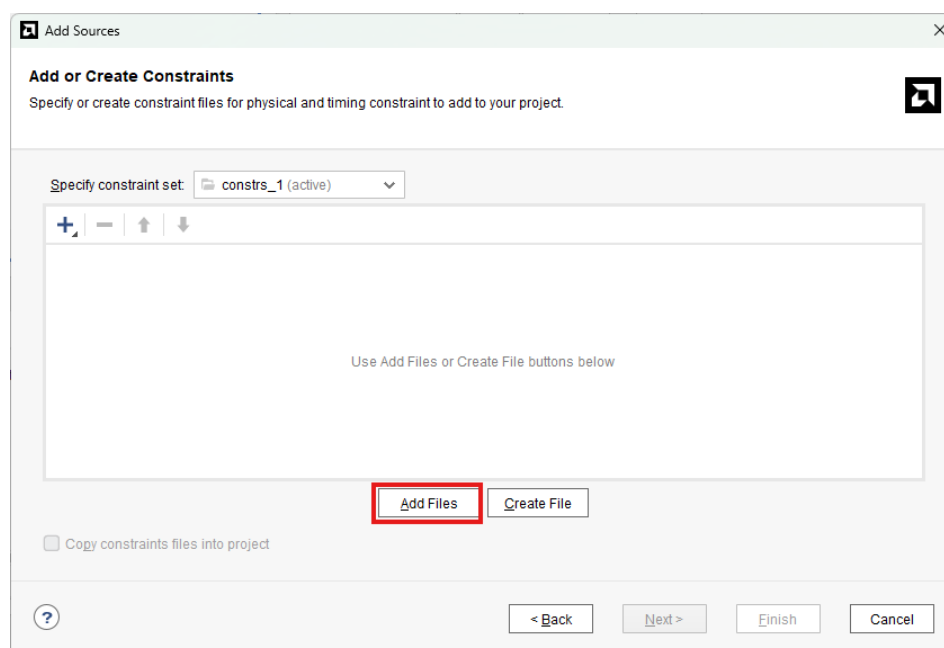 Add Sources
Add or Create Constraints
Specify or create constraint files for physical and timing constraint to add to your project.
Specify constraint set: constrs_1 (active)
Use Add Files or Create File buttons below
Add Files Create File
Copy constraints files into project
? < Back Next > Finish Cancel